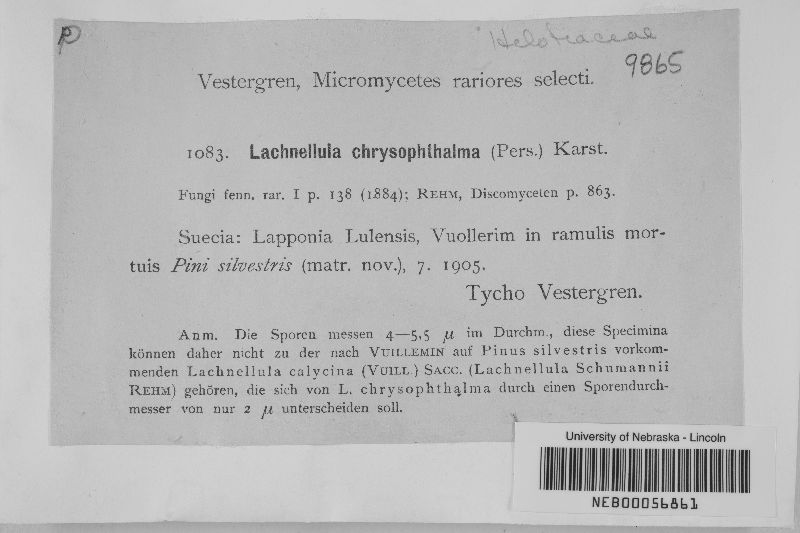 p
Helotiaceae
9865
Vestergren, Micromycetes rariores selecti.
1083. Lachnellula chrysophthalma (Pers.) Karst.
Fungi fenn. rar. I p. 138 (1884); REHM, Discomyceten p. 863.
Suecia: Lapponia Lulensis, Vuollerim in ramulis mor-
tuis Pini silvestris (matr. nov.), 7. 1905.
Tycho Vestergren.
Anm. Die Sporen messen 4—5,5 µ im Durchm., diese Specimina
können daher nicht zu der nach VUILLEMIN auf Pinus silvestris vorkom-
menden Lachnellula calycina (VUILL.) SACC. (Lachnellula Schumannii
REHM) gehören, die sich von L. chrysophthalma durch einen Sporendurch-
messer von nur 2 µ unterscheiden soll.
University of Nebraska - Lincoln
NEB00056861